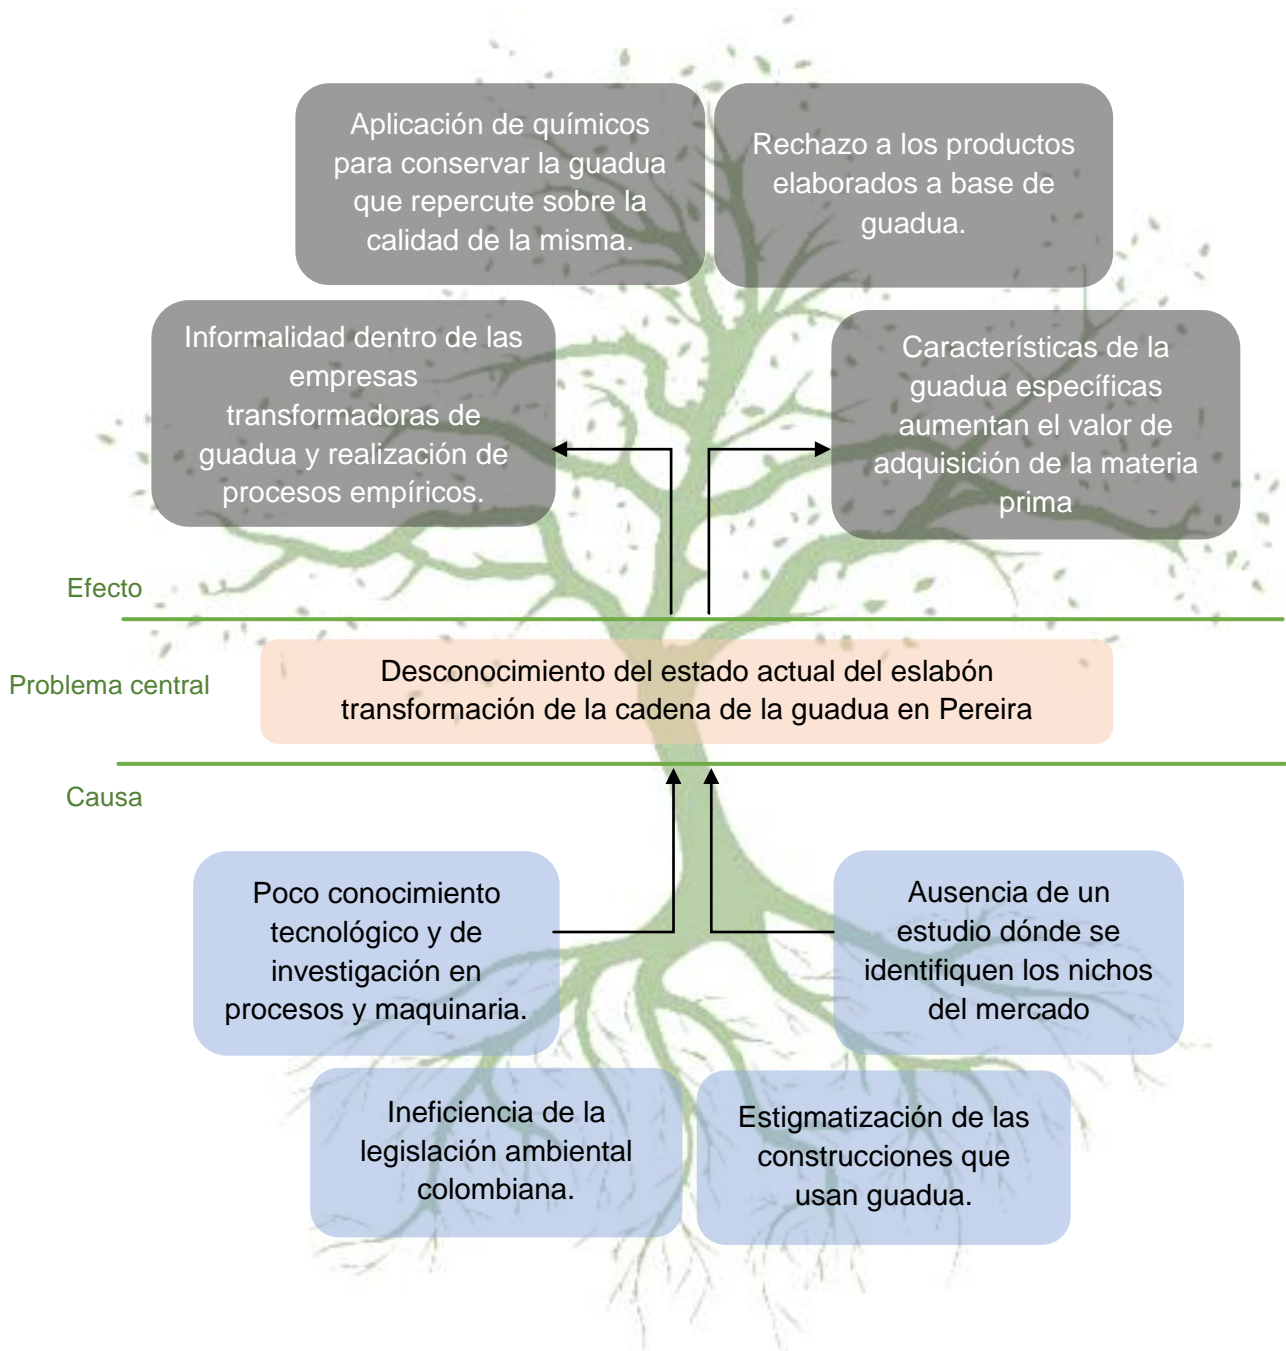 Aplicación de químicos
para conservar la guadua
que repercute sobre la
calidad de la misma.
Rechazo a los productos
elaborados a base de
guadua.
Informalidad dentro de las
empresas
transformadoras de
guadua y realización de
procesos empíricos.
Característícas de la
guadua específicas
aumentan el valor de
adquisición de la materia
prima
Efecto
Problema central
Desconocimiento del estado actual del eslabón
transformación de la cadena de la guadua en Pereira
Causa
Poco conocimiento
tecnológico y de
investigación en
procesos y maquinaria.
Ausencia de un
estudio dónde se
identifiquen los nichos
del mercado
Ineficiencia de la
legislación ambiental
colombiana.
Estigmatización de las
construcciones que
usan guadua.